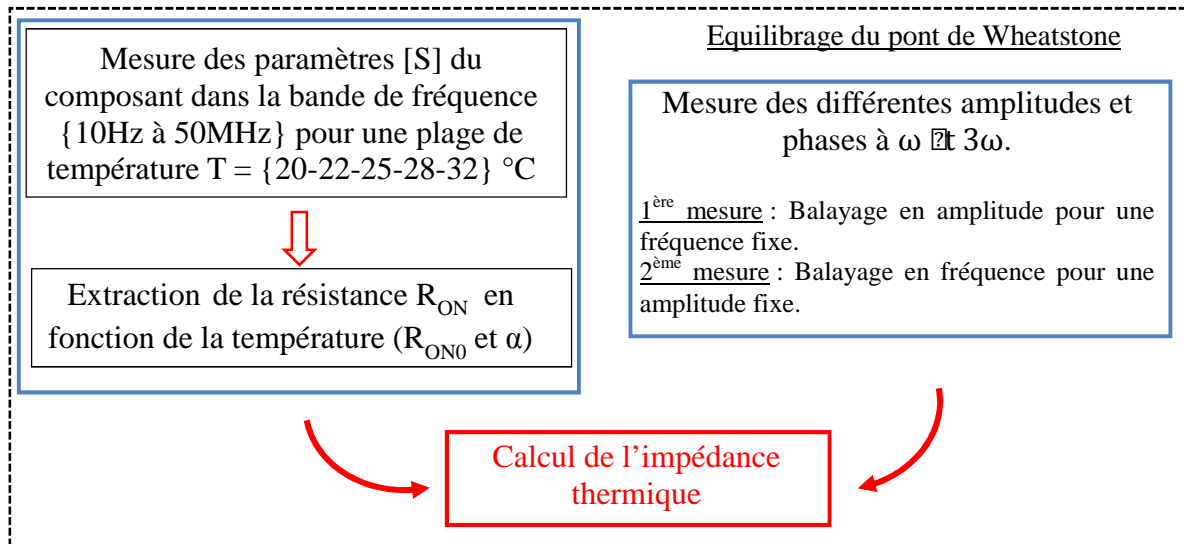 Mesure des paramètres [S] du
composant dans la bande de fréquence
{10Hz à 50MHz} pour une plage de
température T = {20-22-25-28-32} °C
Extraction de la résistance R_ON en
fonction de la température (R_ON0 et α)
Equilibrage du pont de Wheatstone
Mesure des différentes amplitudes et
phases à ω 3ω.
1ère mesure : Balayage en amplitude pour une
fréquence fixe.
2ème mesure : Balayage en fréquence pour une
amplitude fixe.
Calcul de l'impédance
thermique